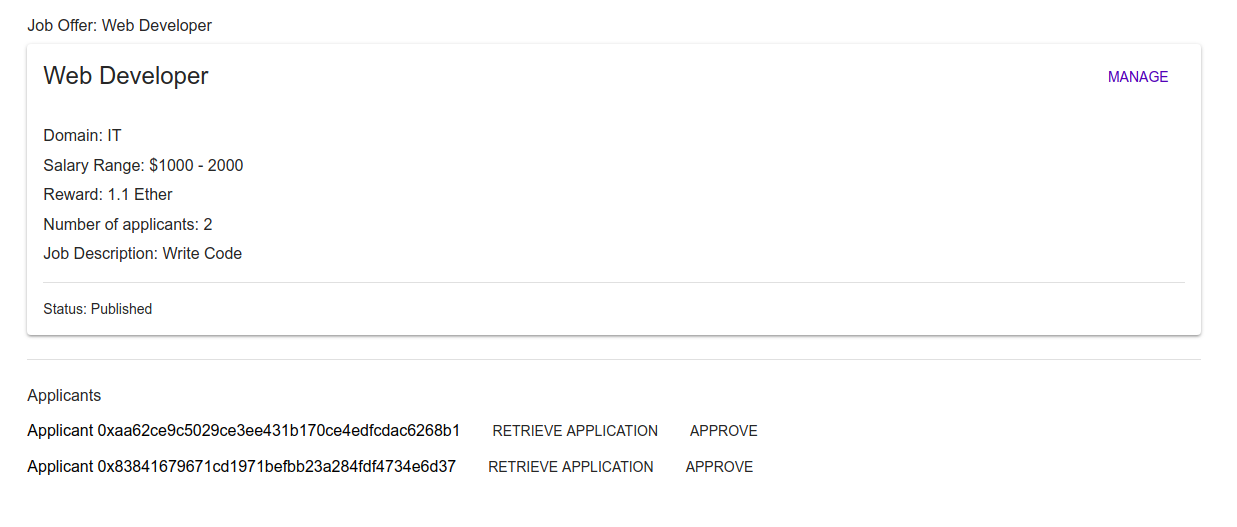 Job Offer: Web Developer
Web Developer
MANAGE
Domain: IT
Salary Range: $1000 - 2000
Reward: 1.1 Ether
Number of applicants: 2
Job Description: Write Code
Status: Published
Applicants
Applicant 0xaa62ce9c5029ce3ee431b170ce4edfcdac6268b1 RETRIEVE APPLICATION APPROVE
Applicant 0x83841679671cd1971befbb23a284fdf4734e6d37 RETRIEVE APPLICATION APPROVE